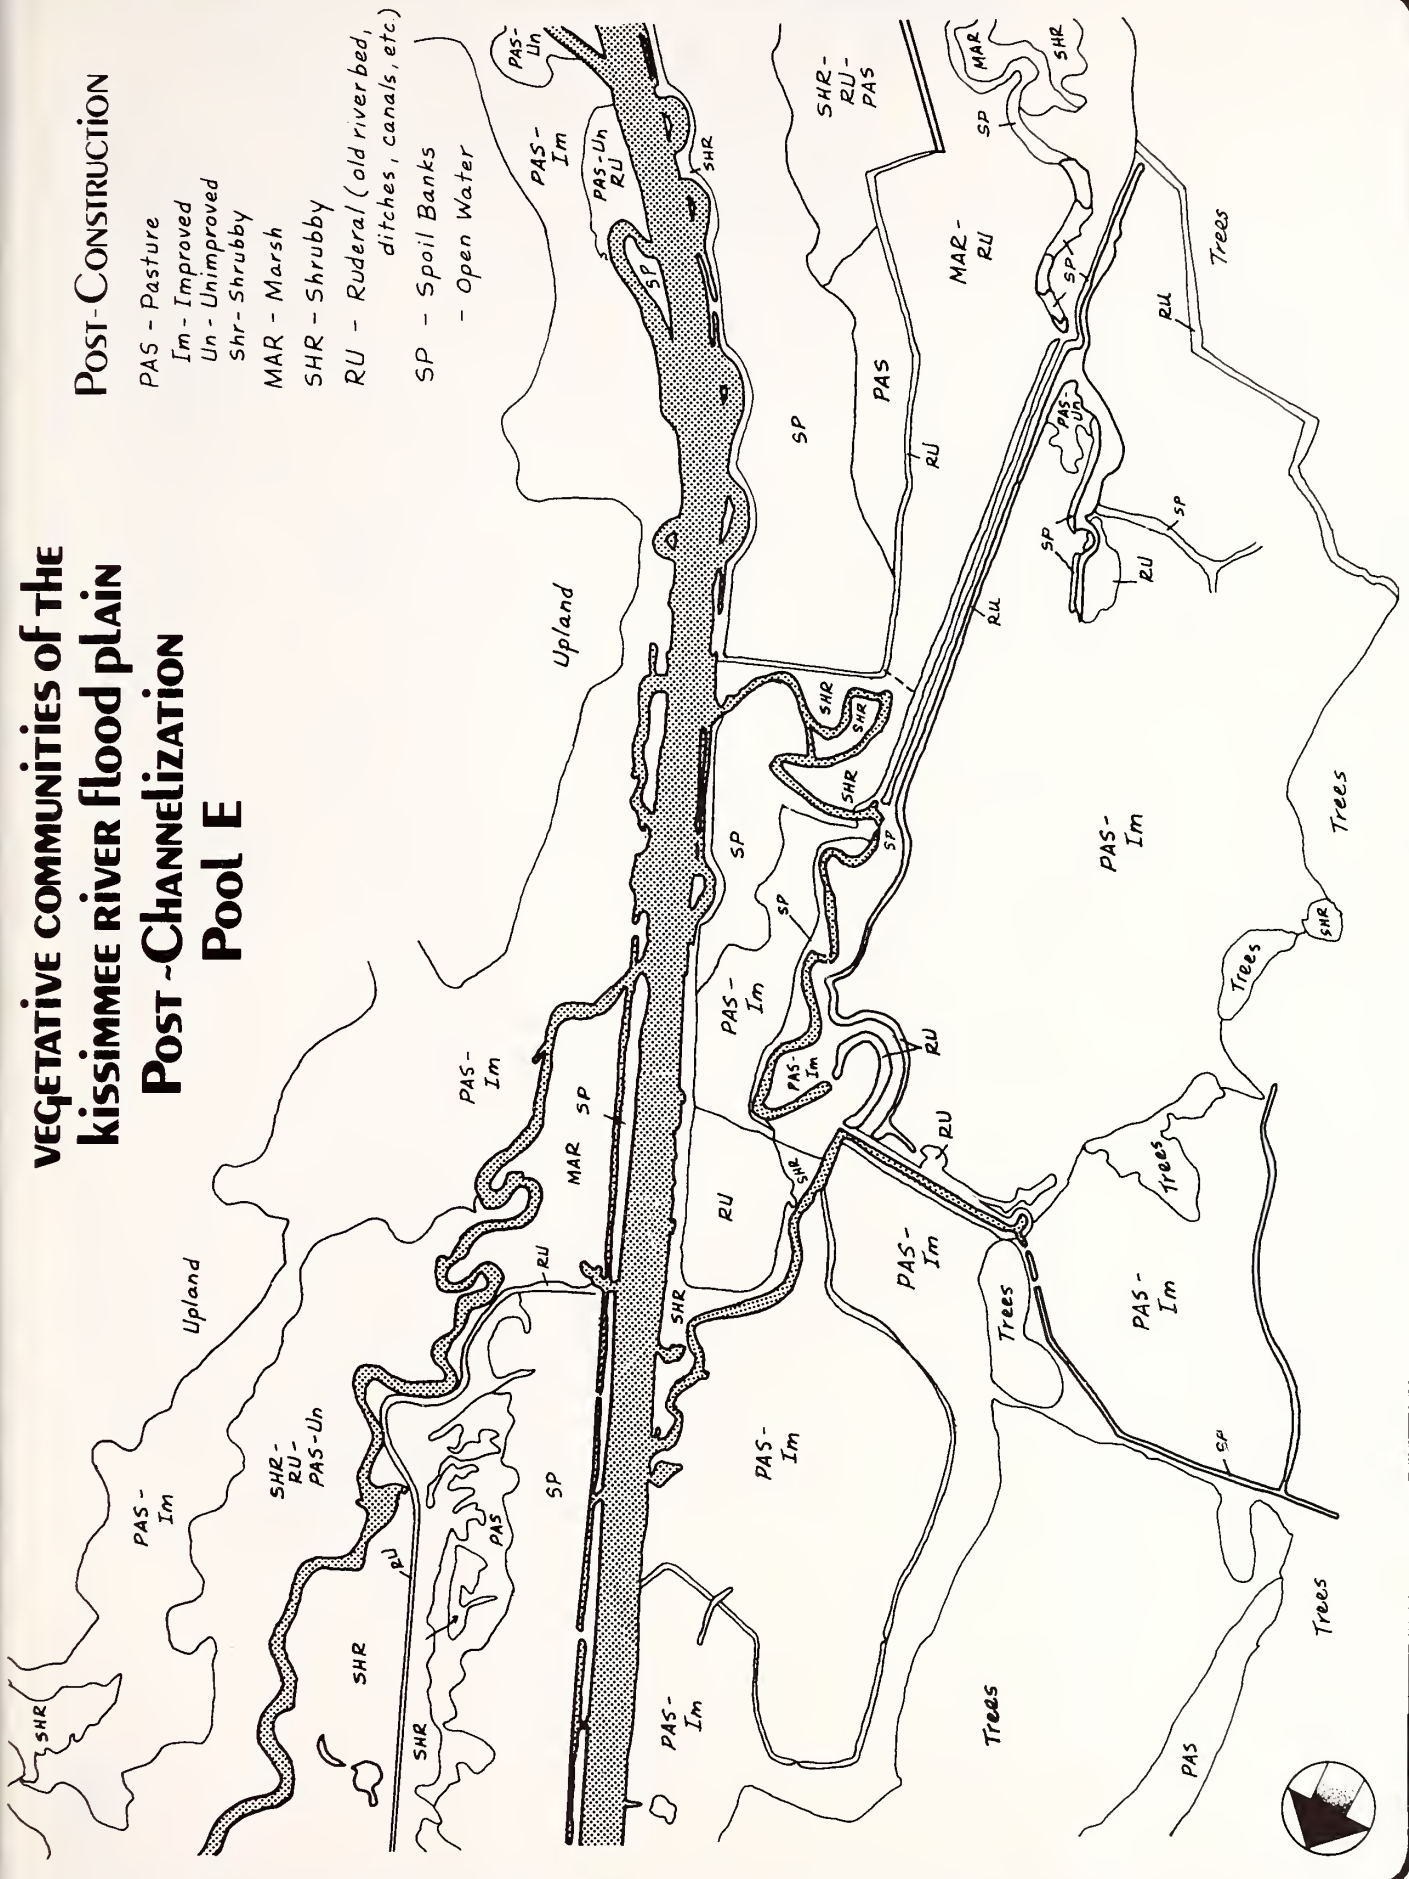 VEGETATIVE COMMUNITIES of THE
kissimmee river flood plain
Post-Channelization
Pool E
Post-Construction
PAS - Pasture
Im - Improved
Un - Unimproved
Shr - Shrubby
MAR - Marsh
SHR - Shrubby
RU - Ruderal (old river bed,
ditches, canals, etc.)
SP - Spoil Banks
- Open Water
SHR
PAS-
Im
Upland
SHR-
RU-
PAS-Un
PAS-
Im
Upland
PAS-
Im
PAS-
Un
SHR
RU
SHR
PAS
SP
RU
MAR
SP
PAS-Un
RU
SP
SHR
PAS-
Im
PAS-
Im
SHR
RU
SHR
PAS-
Im
PAS-
Im
SP
SP
SHR
SHR
SHR
SP
SP
PAS
RU
SHR-
RU-
PAS
MAR-
RU
SP
MAR
SHR
SP
PAS-
Im
RU
RU
RU
PAS-
Un
SP
RU
SP
Trees
RU
Trees
Trees
PAS-
Im
Trees
PAS-
Im
Trees
SHR
Trees
SP
PAS
Trees